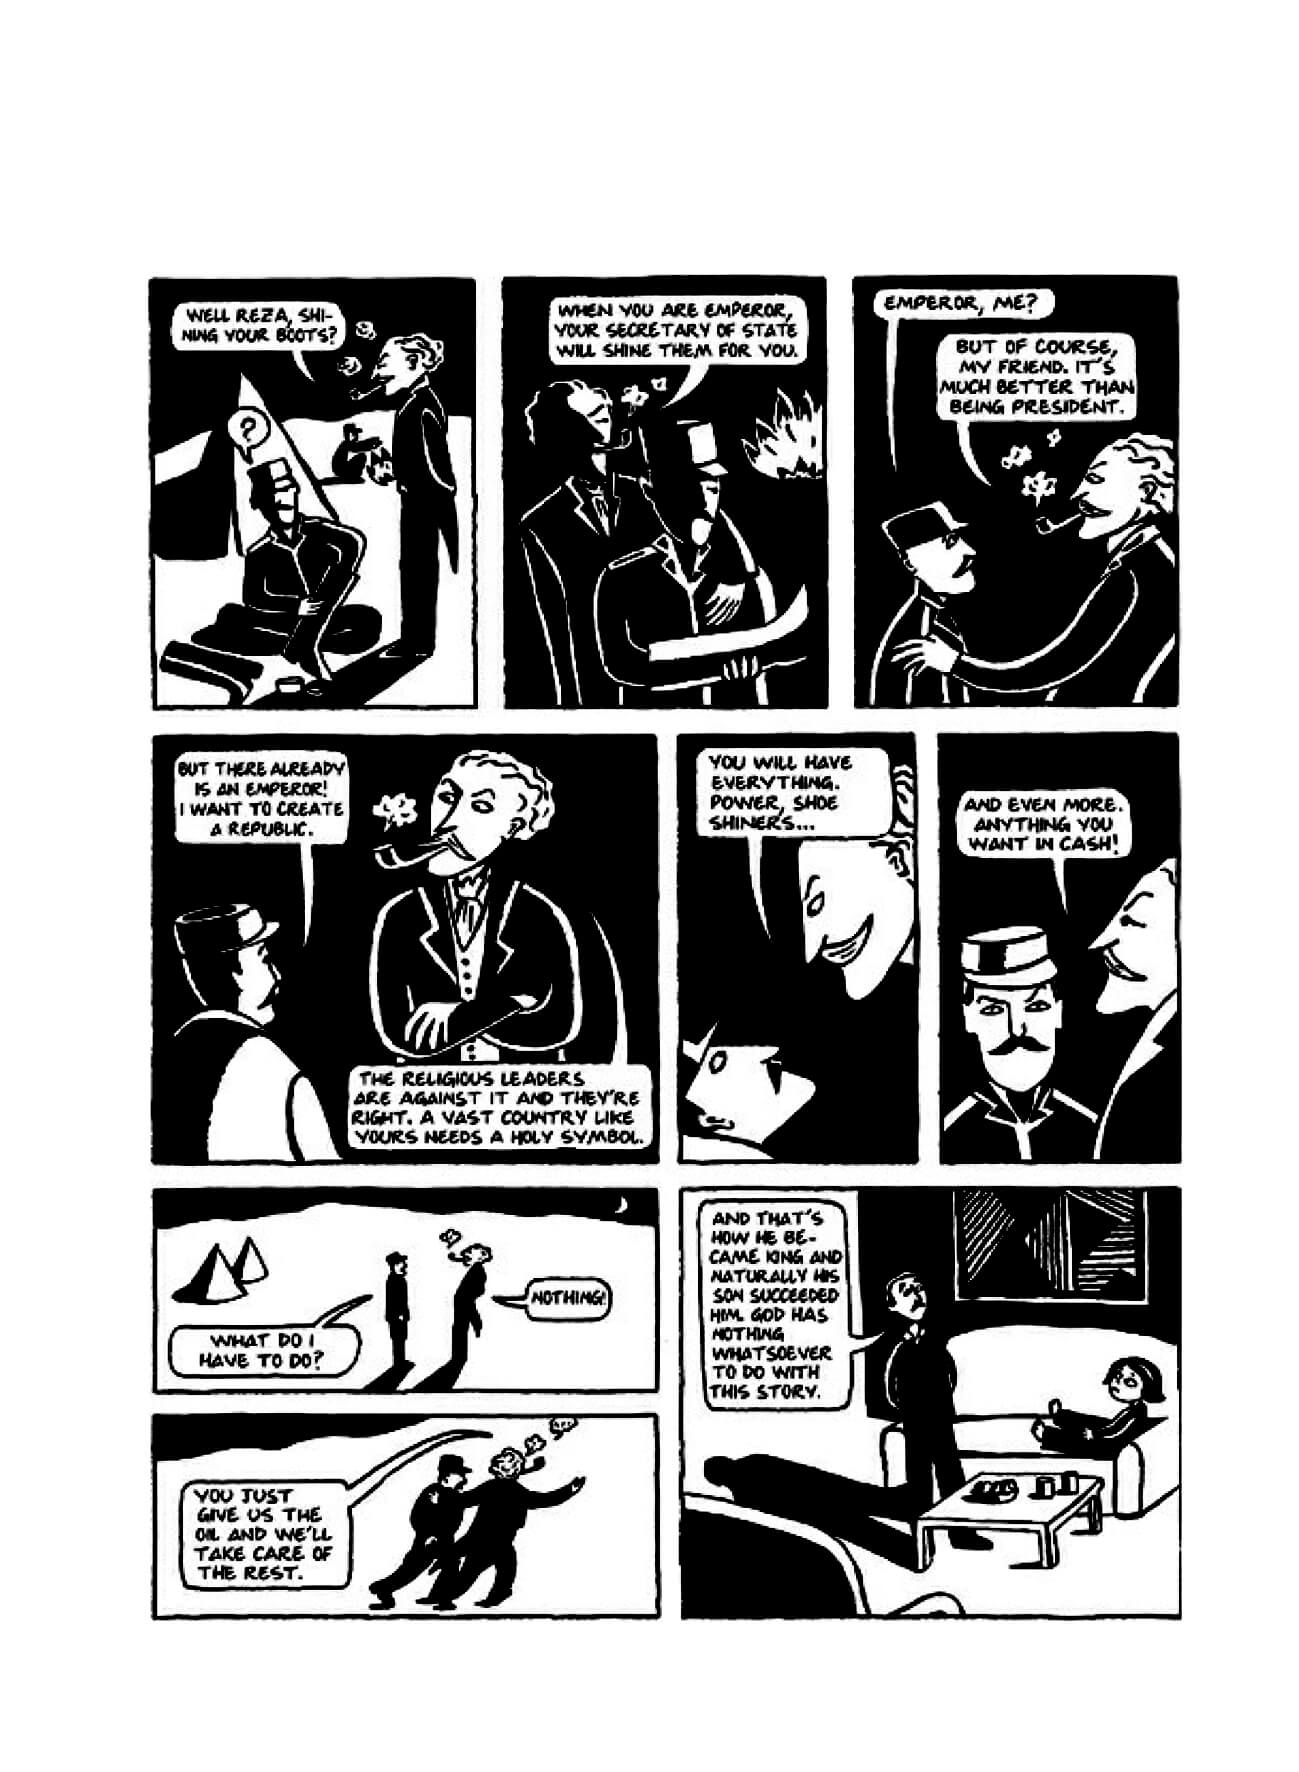 WELL REZA, SHI-
NING YOUR BOOTS?
?
WHEN YOU ARE EMPEROR,
YOUR SECRETARY OF STATE
WILL SHINE THEM FOR YOU.
EMPEROR, ME?
BUT OF COURSE,
MY FRIEND. IT'S
MUCH BETTER THAN
BEING PRESIDENT.
BUT THERE ALREADY
IS AN EMPEROR!
I WANT TO CREATE
A REPUBLIC.
THE RELIGIOUS LEADERS
ARE AGAINST IT AND THEY'RE
RIGHT. A VAST COUNTRY LIKE
YOURS NEEDS A HOLY SYMBOL.
YOU WILL HAVE
EVERYTHING.
POWER, SHOE
SHINERS...
AND EVEN MORE.
ANYTHING YOU
WANT IN CASH!
WHAT DO I
HAVE TO DO?
NOTHING!
YOU JUST
GIVE US THE
OIL AND WE'LL
TAKE CARE OF
THE REST.
AND THAT'S
HOW HE BE-
CAME KING AND
NATURALLY HIS
SON SUCCEEDED
HIM. GOD HAS
NOTHING
WHATSOEVER
TO DO WITH
THIS STORY.